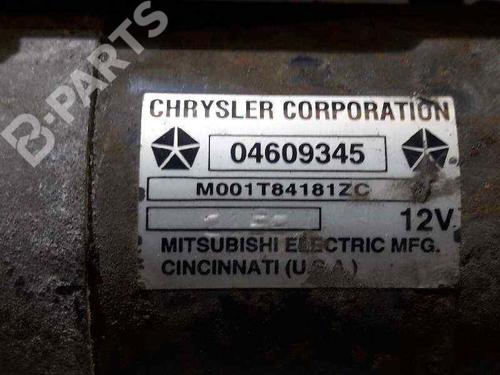 B-PARTS
CHRYSLER CORPORATION
04609345
M001T84181ZC
12V
MITSUBISHI ELECTRIC MFG.
CINCINNATI (U.S.A.)